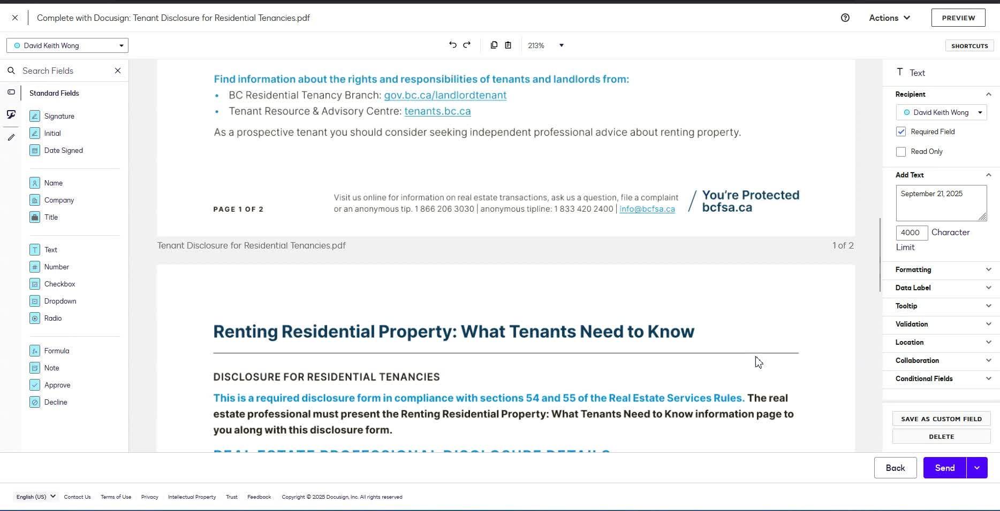 Complete with Docusign: Tenant Disclosure for Residential Tenancies.pdf
Actions
PREVIEW
David Keith Wong
213%
SHORTCUTS
Search Fields
Standard Fields
Signature
Initial
Date Signed
Name
Company
Title
Text
Number
Checkbox
Dropdown
Radio
Formula
Note
Approve
Decline
Find information about the rights and responsibilities of tenants and landlords from:
• BC Residential Tenancy Branch: gov.bc.ca/landlordtenant
• Tenant Resource & Advisory Centre: tenants.bc.ca
As a prospective tenant you should consider seeking independent professional advice about renting property.
PAGE 1 OF 2
Visit us online for information on real estate transactions, ask us a question, file a complaint
or an anonymous tip. 1 866 206 3030 | anonymous tipline: 1 833 420 2400 | info@bcfsa.ca
You're Protected
bcfsa.ca
Tenant Disclosure for Residential Tenancies.pdf
1 of 2
Renting Residential Property: What Tenants Need to Know
DISCLOSURE FOR RESIDENTIAL TENANCIES
This is a required disclosure form in compliance with sections 54 and 55 of the Real Estate Services Rules. The real
estate professional must present the Renting Residential Property: What Tenants Need to Know information page to
you along with this disclosure form.
REAL ESTATE PROFESSIONAL DISCLOSURE DETAILS
Text
Recipient
David Keith Wong
Required Field
Read Only
Add Text
September 21, 2025
4000 Character
Limit
Formatting
Data Label
Tooltip
Validation
Location
Collaboration
Conditional Fields
SAVE AS CUSTOM FIELD
DELETE
Back
Send
English (US)
Contact Us
Terms of Use
Privacy
Intellectual Property
Trust
Feedback
Copyright © 2025 Docusign, Inc. All rights reserved